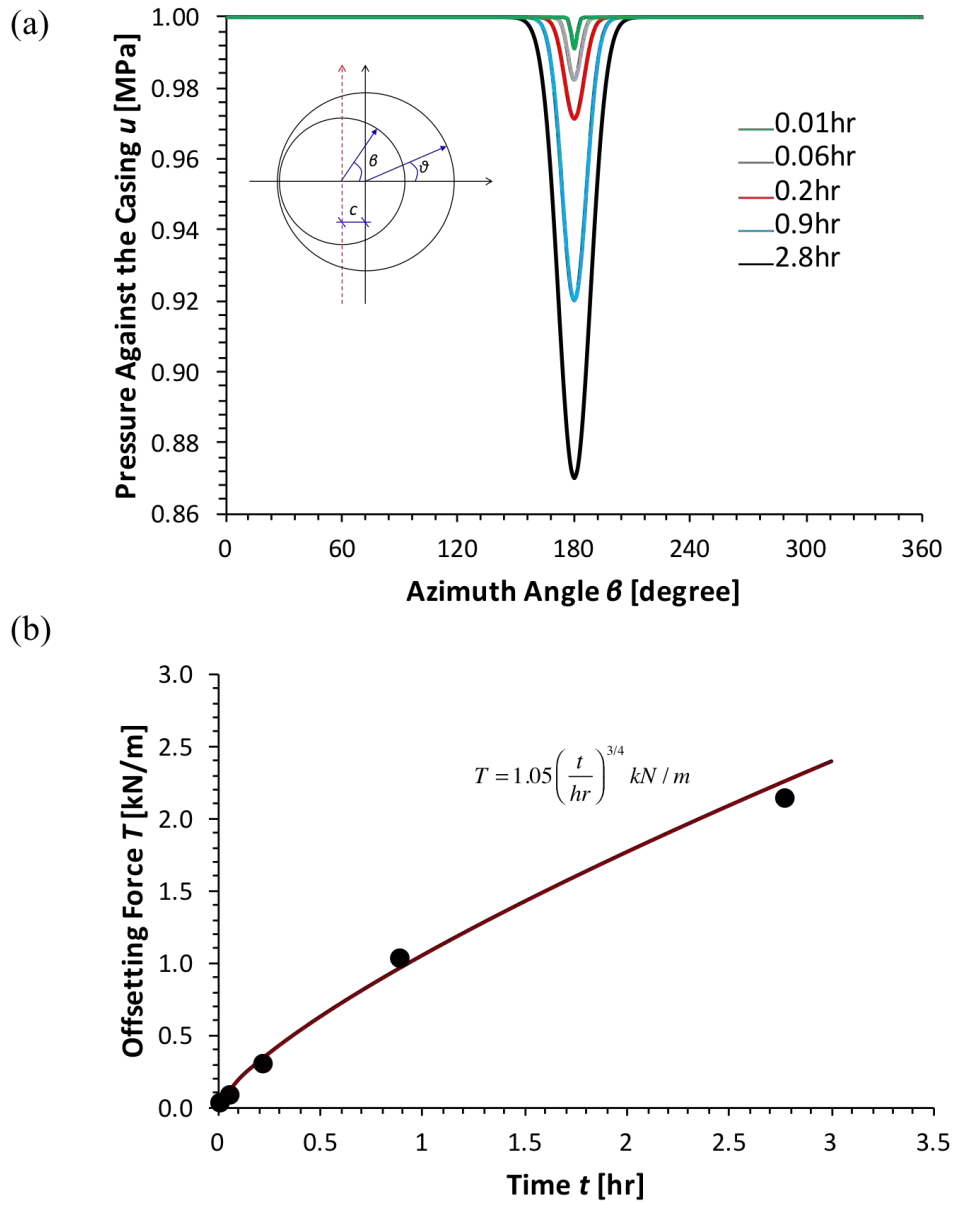 (a)
Pressure Against the Casing u [MPa]
1.00
0.98
0.96
0.94
0.92
0.90
0.88
0.86
β
ϑ
c
0.01hr
0.06hr
0.2hr
0.9hr
2.8hr
0 60 120 180 240 300 360
Azimuth Angle β [degree]
(b)
Offsetting Force T [kN/m]
3.0
2.5
2.0
1.5
1.0
0.5
0.0
T = 1.05(t/hr)^3/4 kN / m
0 0.5 1 1.5 2 2.5 3 3.5
Time t [hr]